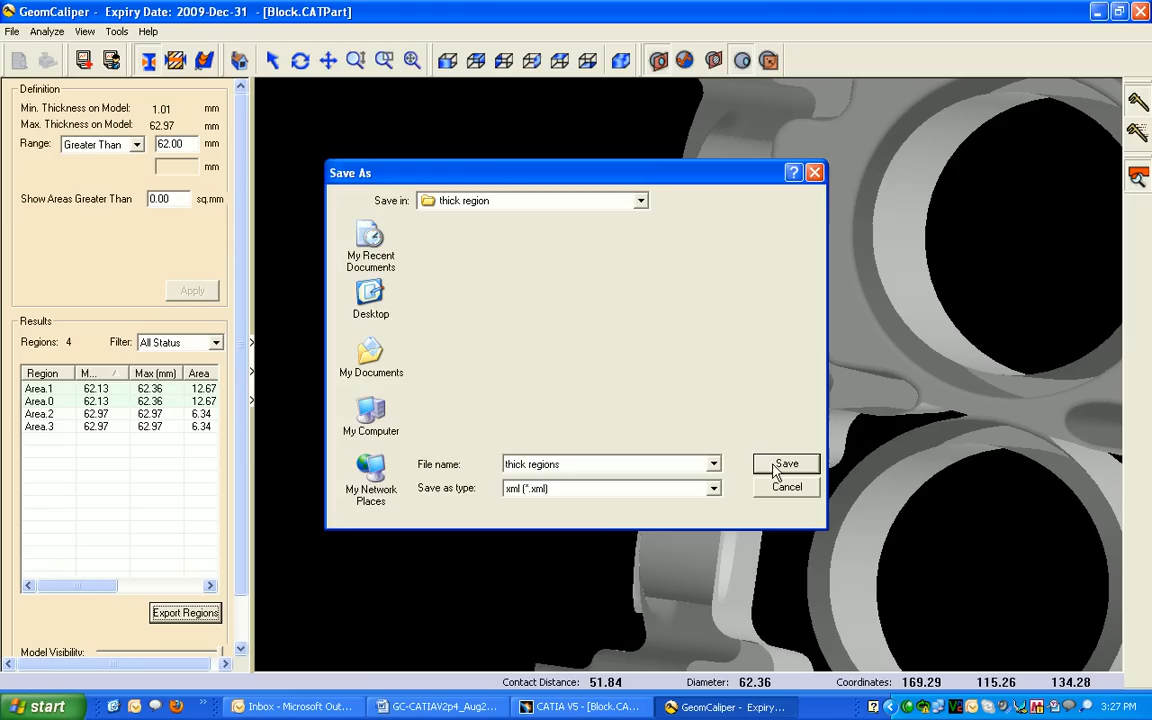 GeomCaliper - Expiry Date: 2009-Dec-31 - [Block.CATPart]
File Analyze View Tools Help
Definition
Min. Thickness on Model: 1.01 mm
Max. Thickness on Model: 62.97 mm
Range: Greater Than 62.00 mm
mm
Show Areas Greater Than 0.00 sq.mm
Apply
Results
Regions: 4 Filter: All Status
Region M... Max (mm) Area
Area.1 62.13 62.36 12.67
Area.0 62.13 62.36 12.67
Area.2 62.97 62.97 6.34
Area.3 62.97 62.97 6.34
Export Regions
Model Visibility:
Save As
Save in: thick region
My Recent
Documents
Desktop
My Documents
My Computer
My Network
Places
File name: thick regions Save
Save as type: xml (*.xml) Cancel
Contact Distance: 51.84 Diameter: 62.36 Coordinates: 169.29 115.26 134.28
start Inbox - Microsoft Out... GC-CATIAV2p4_Aug2... CATIA V5 - [Block.CA... GeomCaliper - Expiry... 3:27 PM